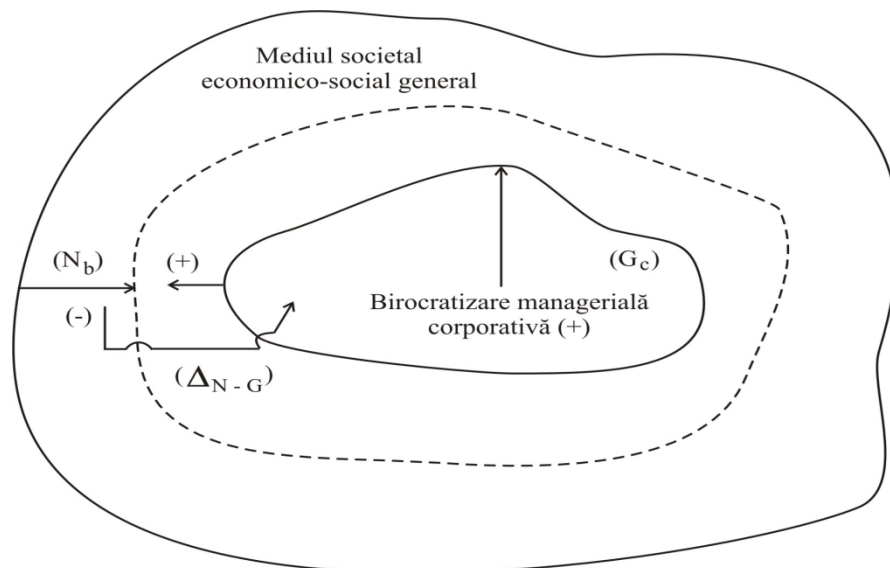 Mediul societal
economico-social general
(N_b)
(+)
(G_c)
(-)
Birocratizare managerială
corporativă (+)
(Δ_N - G)